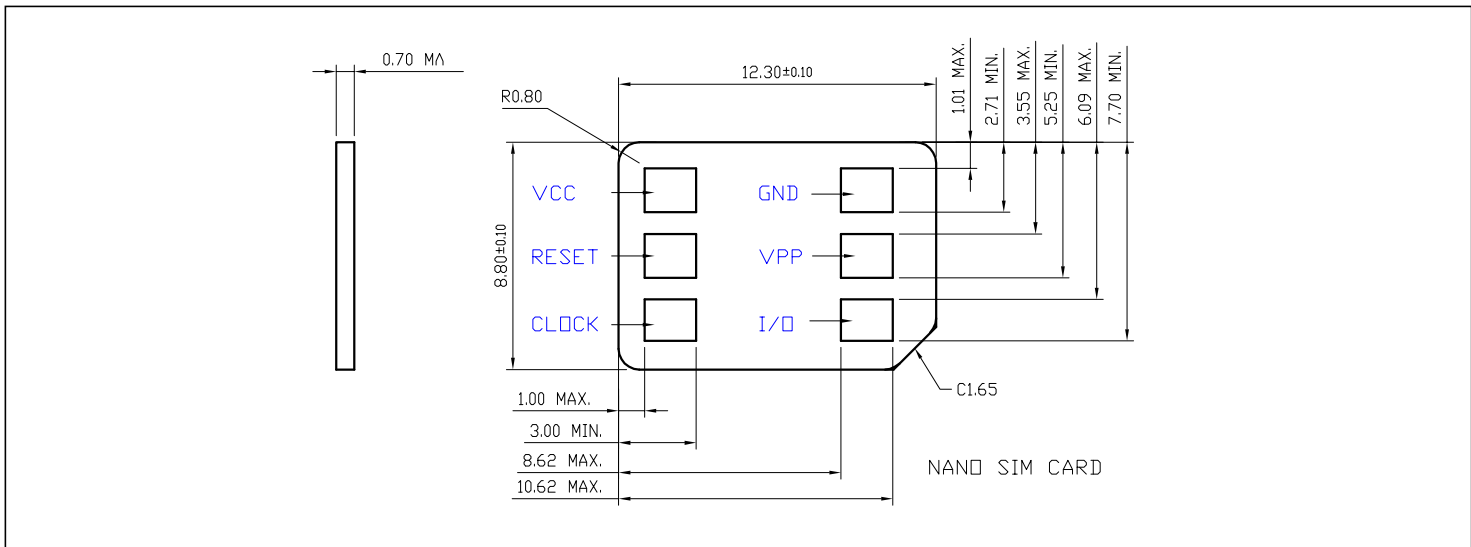 0.70 MA
12.30±0.10
R0.80
1.01 MAX.
2.71 MIN.
3.55 MAX.
5.25 MIN.
6.09 MAX.
7.70 MIN.
8.80±0.10
VCC
GND
RESET
VPP
CLOCK
I/O
C1.65
1.00 MAX.
3.00 MIN.
8.62 MAX.
10.62 MAX.
NANO SIM CARD